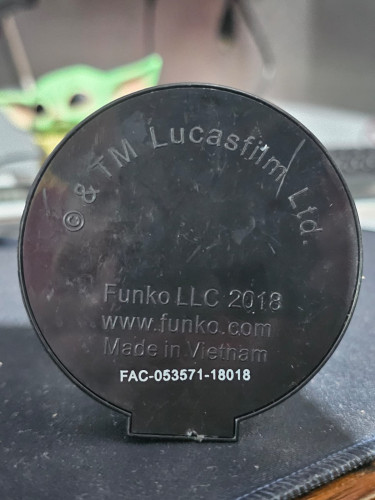 © & TM Lucasfilm Ltd.
Funko LLC 2018
www.funko.com
Made in Vietnam
FAC-053571-18018